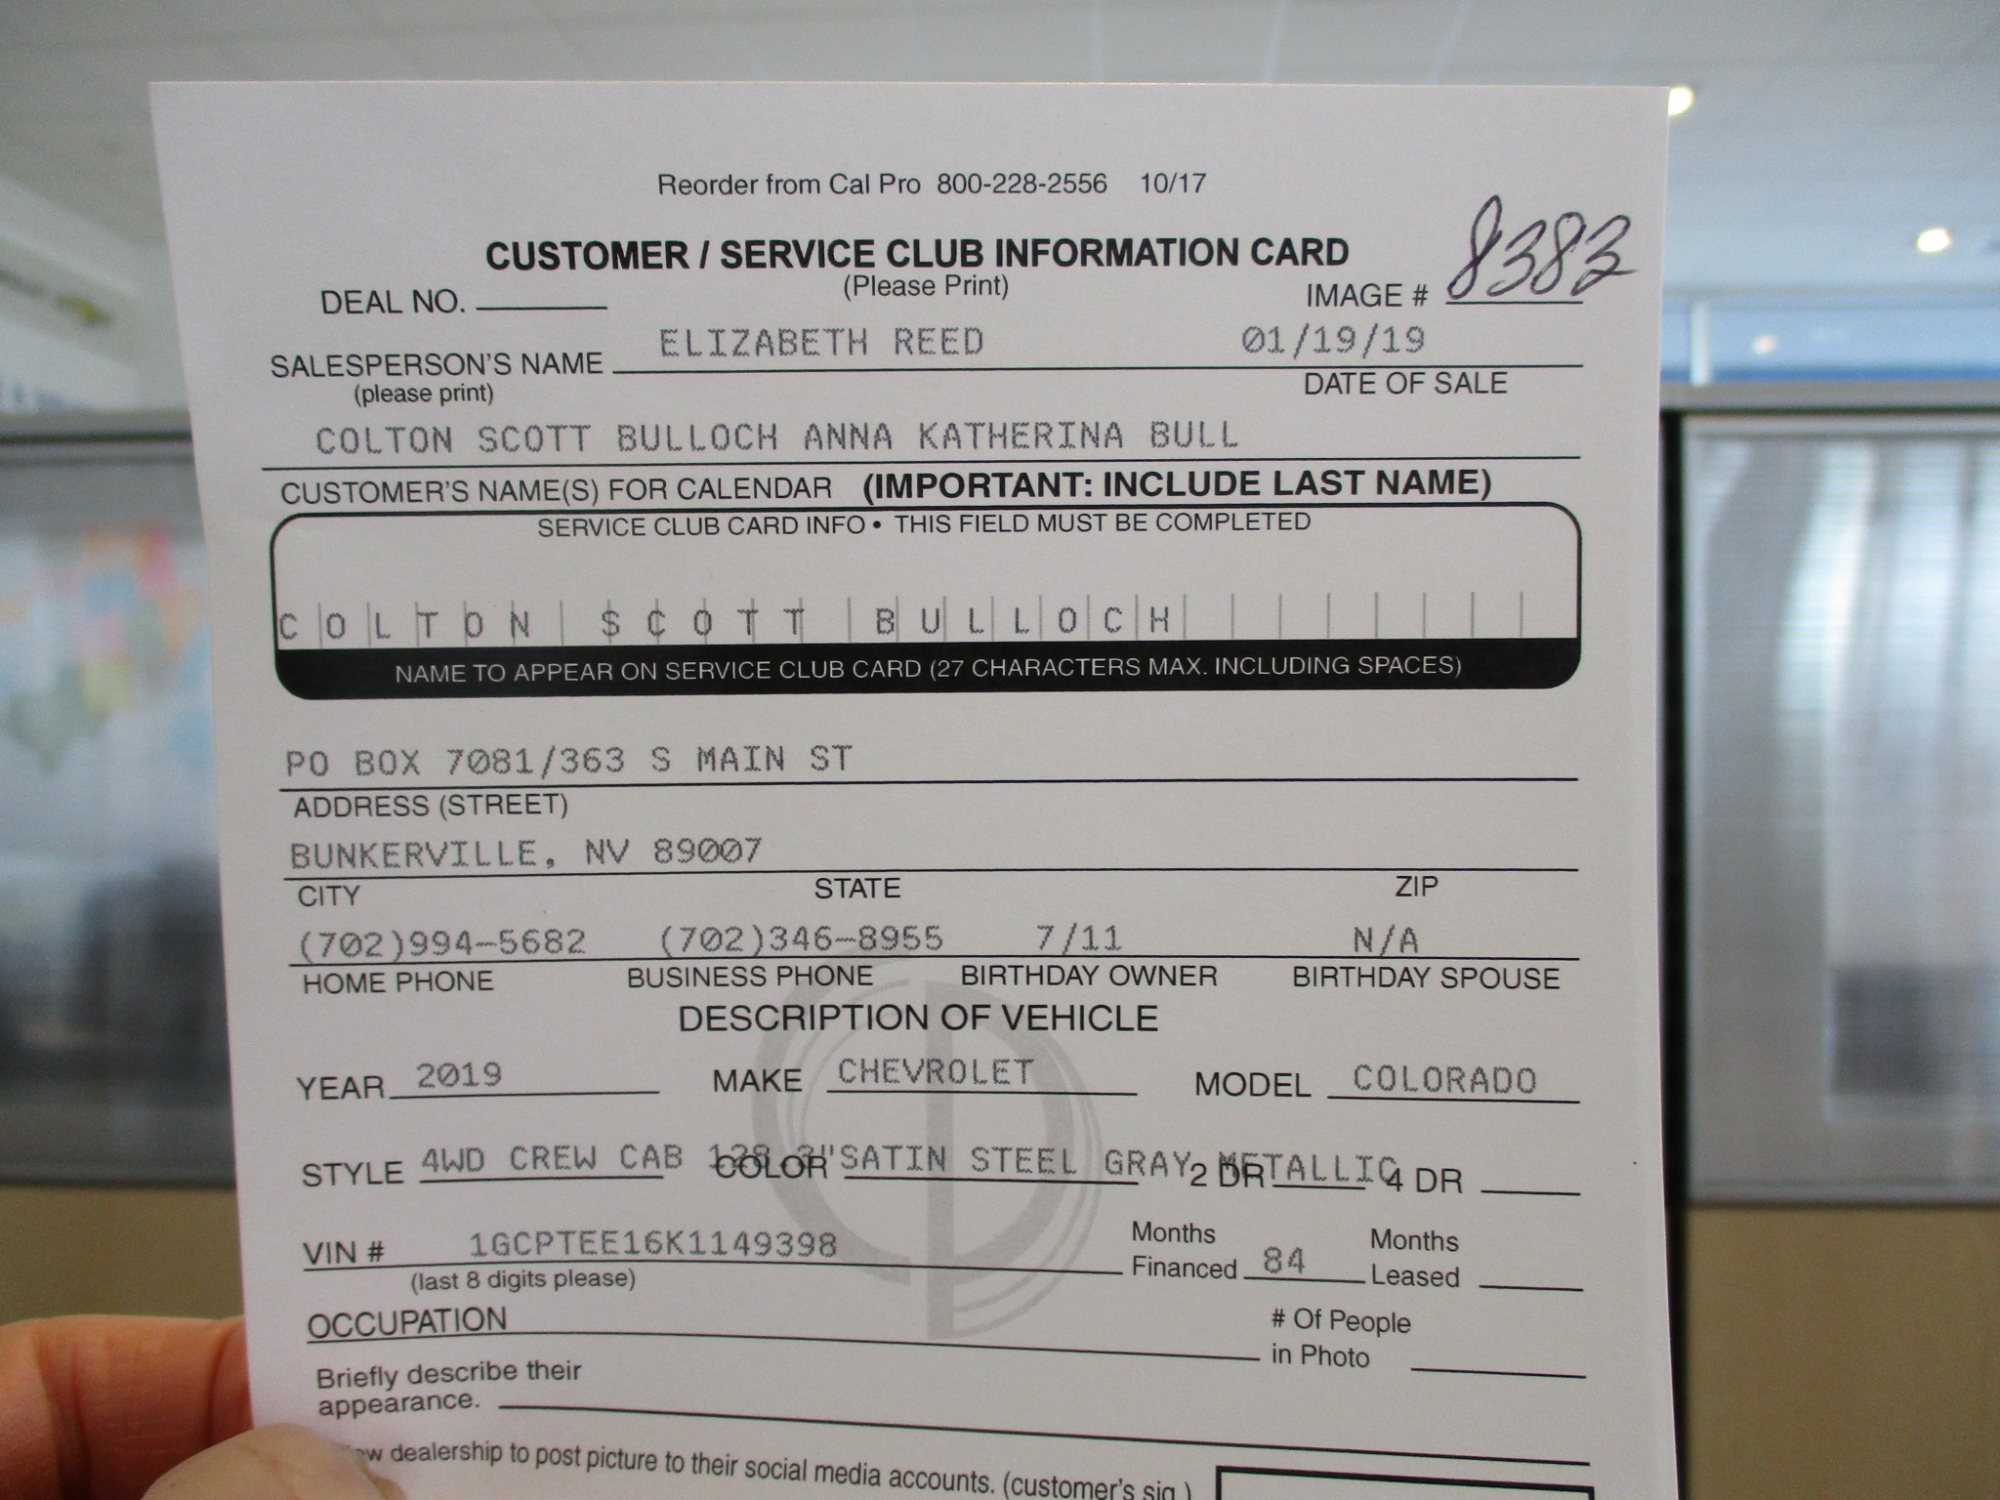 Reorder from Cal Pro 800-228-2556 10/17
CUSTOMER / SERVICE CLUB INFORMATION CARD
(Please Print)
DEAL NO. IMAGE # 8383
ELIZABETH REED 01/19/19
SALESPERSON'S NAME DATE OF SALE
(please print)
COLTON SCOTT BULLOCH ANNA KATHERINA BULL
CUSTOMER'S NAME(S) FOR CALENDAR (IMPORTANT: INCLUDE LAST NAME)
SERVICE CLUB CARD INFO • THIS FIELD MUST BE COMPLETED
COLTON SCOTT BULLOCH
NAME TO APPEAR ON SERVICE CLUB CARD (27 CHARACTERS MAX. INCLUDING SPACES)
PO BOX 7081/363 S MAIN ST
ADDRESS (STREET)
BUNKERVILLE, NV 89007
CITY STATE ZIP
(702)994-5682 (702)346-8955 7/11 N/A
HOME PHONE BUSINESS PHONE BIRTHDAY OWNER BIRTHDAY SPOUSE
DESCRIPTION OF VEHICLE
YEAR 2019 MAKE CHEVROLET MODEL COLORADO
STYLE 4WD CREW CAB COLOR SATIN STEEL GRAY METALLIC 2 DR 4 DR
VIN # 1GCPTEE16K1149398 Months Financed 84 Months Leased
(last 8 digits please)
OCCUPATION # Of People in Photo
Briefly describe their
appearance.
dealership to post picture to their social media accounts. (customer's sig.)